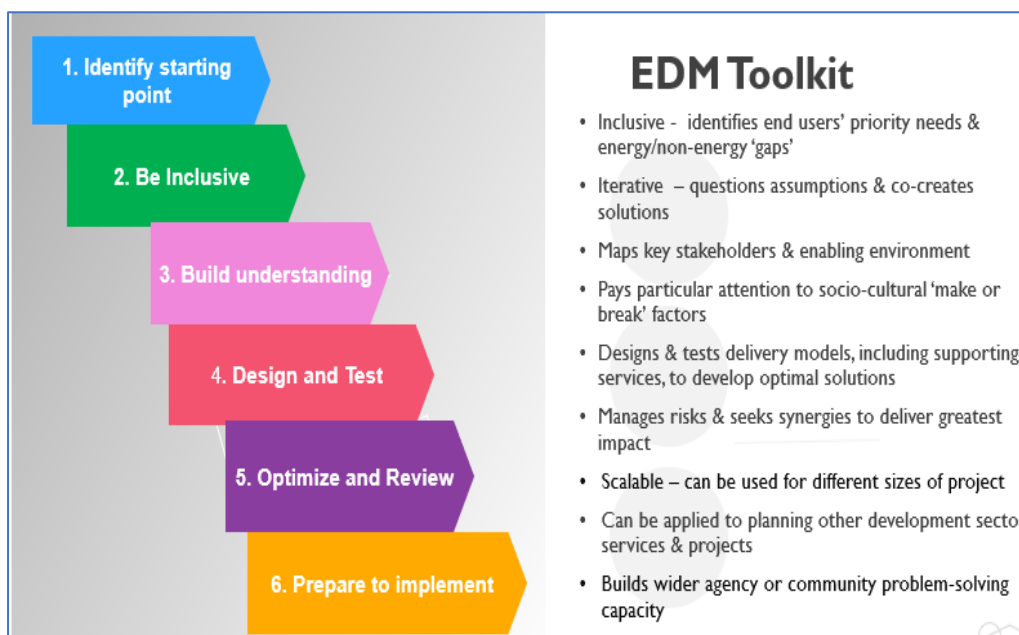 1. Identify starting
point
2. Be Inclusive
3. Build understanding
4. Design and Test
5. Optimize and Review
6. Prepare to implement
EDM Toolkit
• Inclusive - identifies end users' priority needs &
energy/non-energy 'gaps'
• Iterative – questions assumptions & co-creates
solutions
• Maps key stakeholders & enabling environment
• Pays particular attention to socio-cultural 'make or
break' factors
• Designs & tests delivery models, including supporting
services, to develop optimal solutions
• Manages risks & seeks synergies to deliver greatest
impact
• Scalable – can be used for different sizes of project
• Can be applied to planning other development secto
services & projects
• Builds wider agency or community problem-solving
capacity